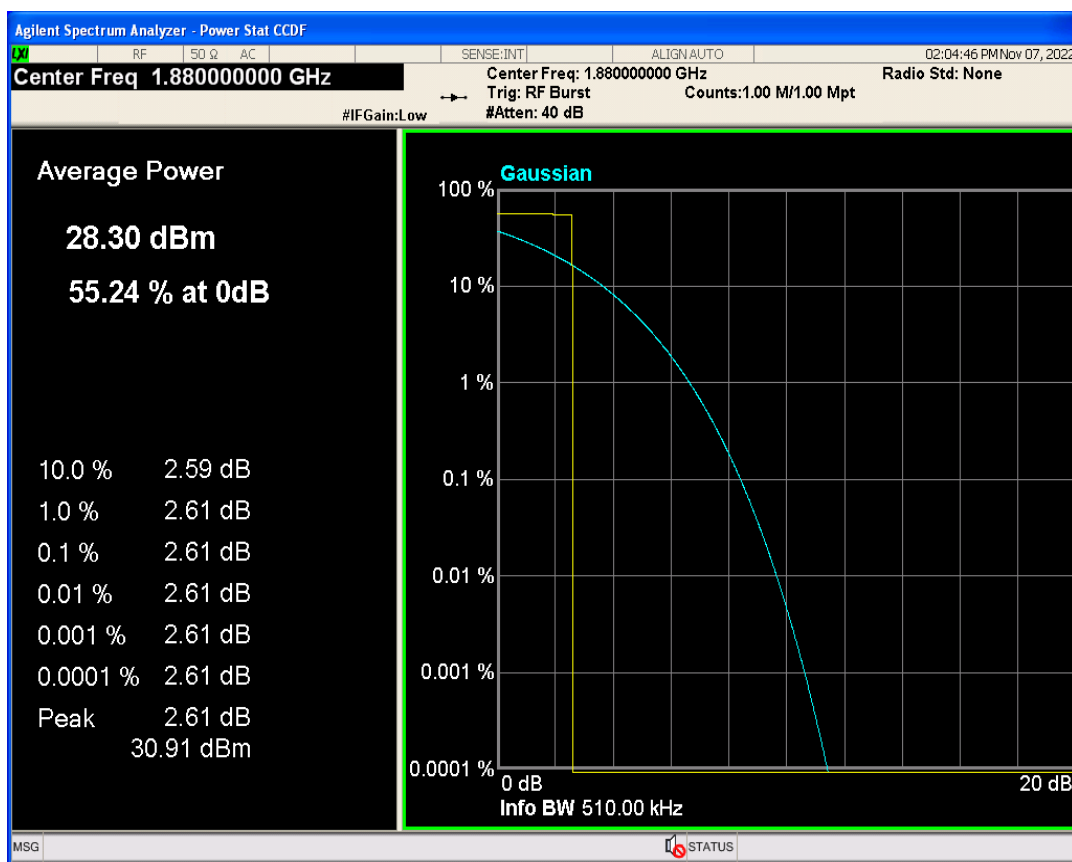 Agilent Spectrum Analyzer - Power Stat CCDF
LXI RF 50 Ω AC SENSE:INT ALIGN AUTO 02:04:46 PM Nov 07, 2022
Center Freq 1.880000000 GHz
Center Freq: 1.880000000 GHz Radio Std: None
Trig: RF Burst Counts:1.00 M/1.00 Mpt
#IFGain:Low #Atten: 40 dB
Average Power
28.30 dBm
55.24 % at 0dB
10.0 % 2.59 dB
1.0 % 2.61 dB
0.1 % 2.61 dB
0.01 % 2.61 dB
0.001 % 2.61 dB
0.0001 % 2.61 dB
Peak 2.61 dB
30.91 dBm
Gaussian
100 %
10 %
1 %
0.1 %
0.01 %
0.001 %
0.0001 %
0 dB 20 dB
Info BW 510.00 kHz
MSG STATUS